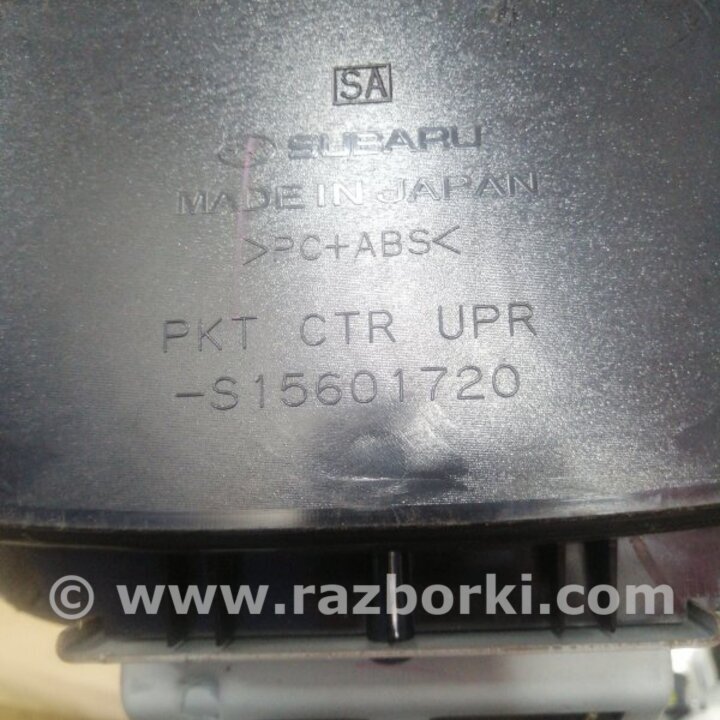 SA
SUBARU
MADE IN JAPAN
>PC+ABS<
PKT CTR UPR
-S15601720
© www.razborki.com